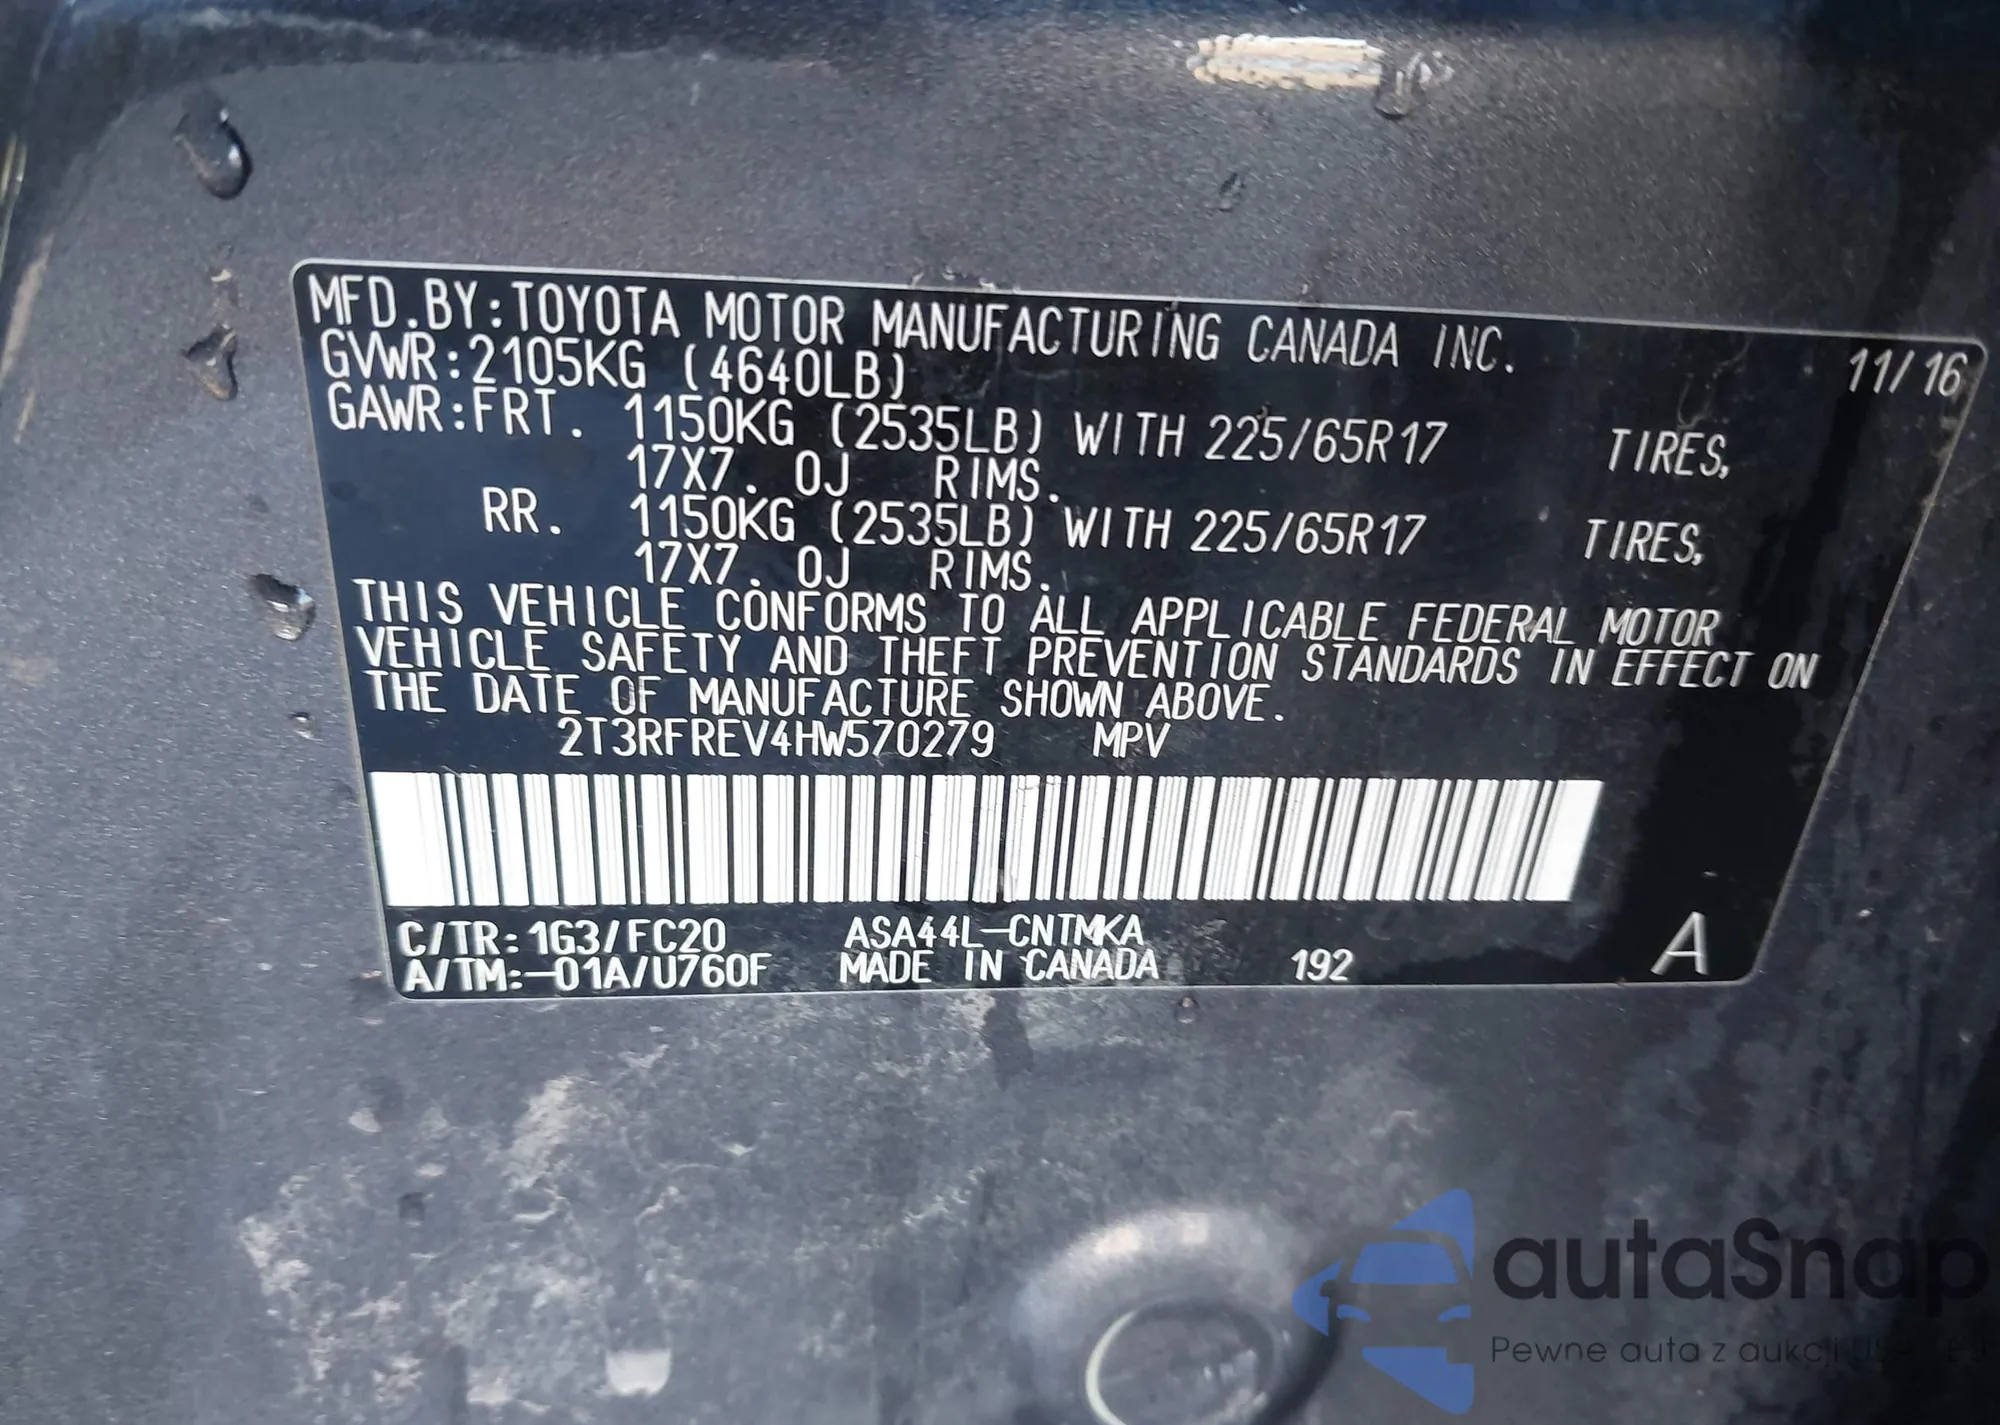 MFD.BY:TOYOTA MOTOR MANUFACTURING CANADA INC. 11/16
GVWR:2105KG (4640LB)
GAWR:FRT. 1150KG (2535LB) WITH 225/65R17 TIRES,
17X7.0J RIMS.
RR. 1150KG (2535LB) WITH 225/65R17 TIRES,
17X7.0J RIMS.
THIS VEHICLE CONFORMS TO ALL APPLICABLE FEDERAL MOTOR
VEHICLE SAFETY AND THEFT PREVENTION STANDARDS IN EFFECT ON
THE DATE OF MANUFACTURE SHOWN ABOVE.
2T3RFREV4HW570279 MPV
C/TR:1G3/FC20 ASA44L-CNTMKA
A/TM:-01A/U760F MADE IN CANADA 192 A
autaSnap
Pewne auta z aukcji